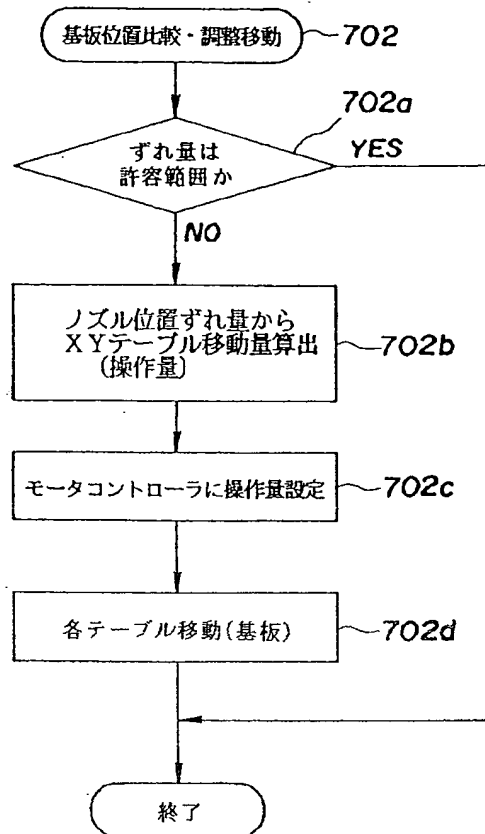 基板位置比較・調整移動
702
702a
ずれ量は
許容範囲か
YES
NO
ノズル位置ずれ量から
XYテーブル移動量算出
(操作量)
702b
モータコントローラに操作量設定
702c
各テーブル移動(基板)
702d
終了